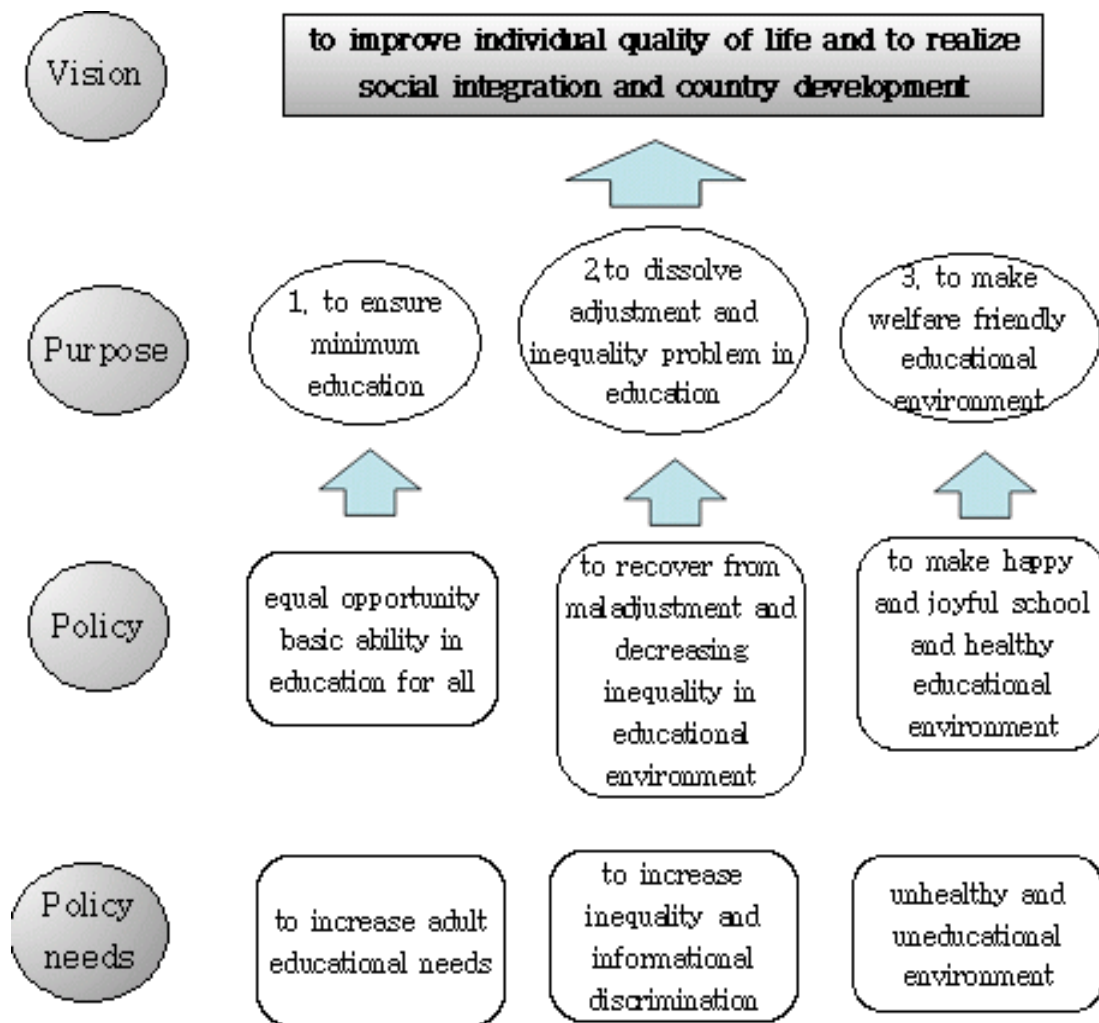 Vision
to improve individual quality of life and to realize
social integration and country development
Purpose
1, to ensure
minimum
education
2,to dissolve
adjustment and
inequality problem in
education
3, to make
welfare friendly
educational
environment
Policy
equal opportunity
basic ability in
education for all
to recover from
maladjustment and
decreasing
inequality in
educational
environment
to make happy
and joyful school
and healthy
educational
environment
Policy
needs
to increase adult
educational needs
to increase
inequality and
informational
discrimination
unhealthy and
uneducational
environment